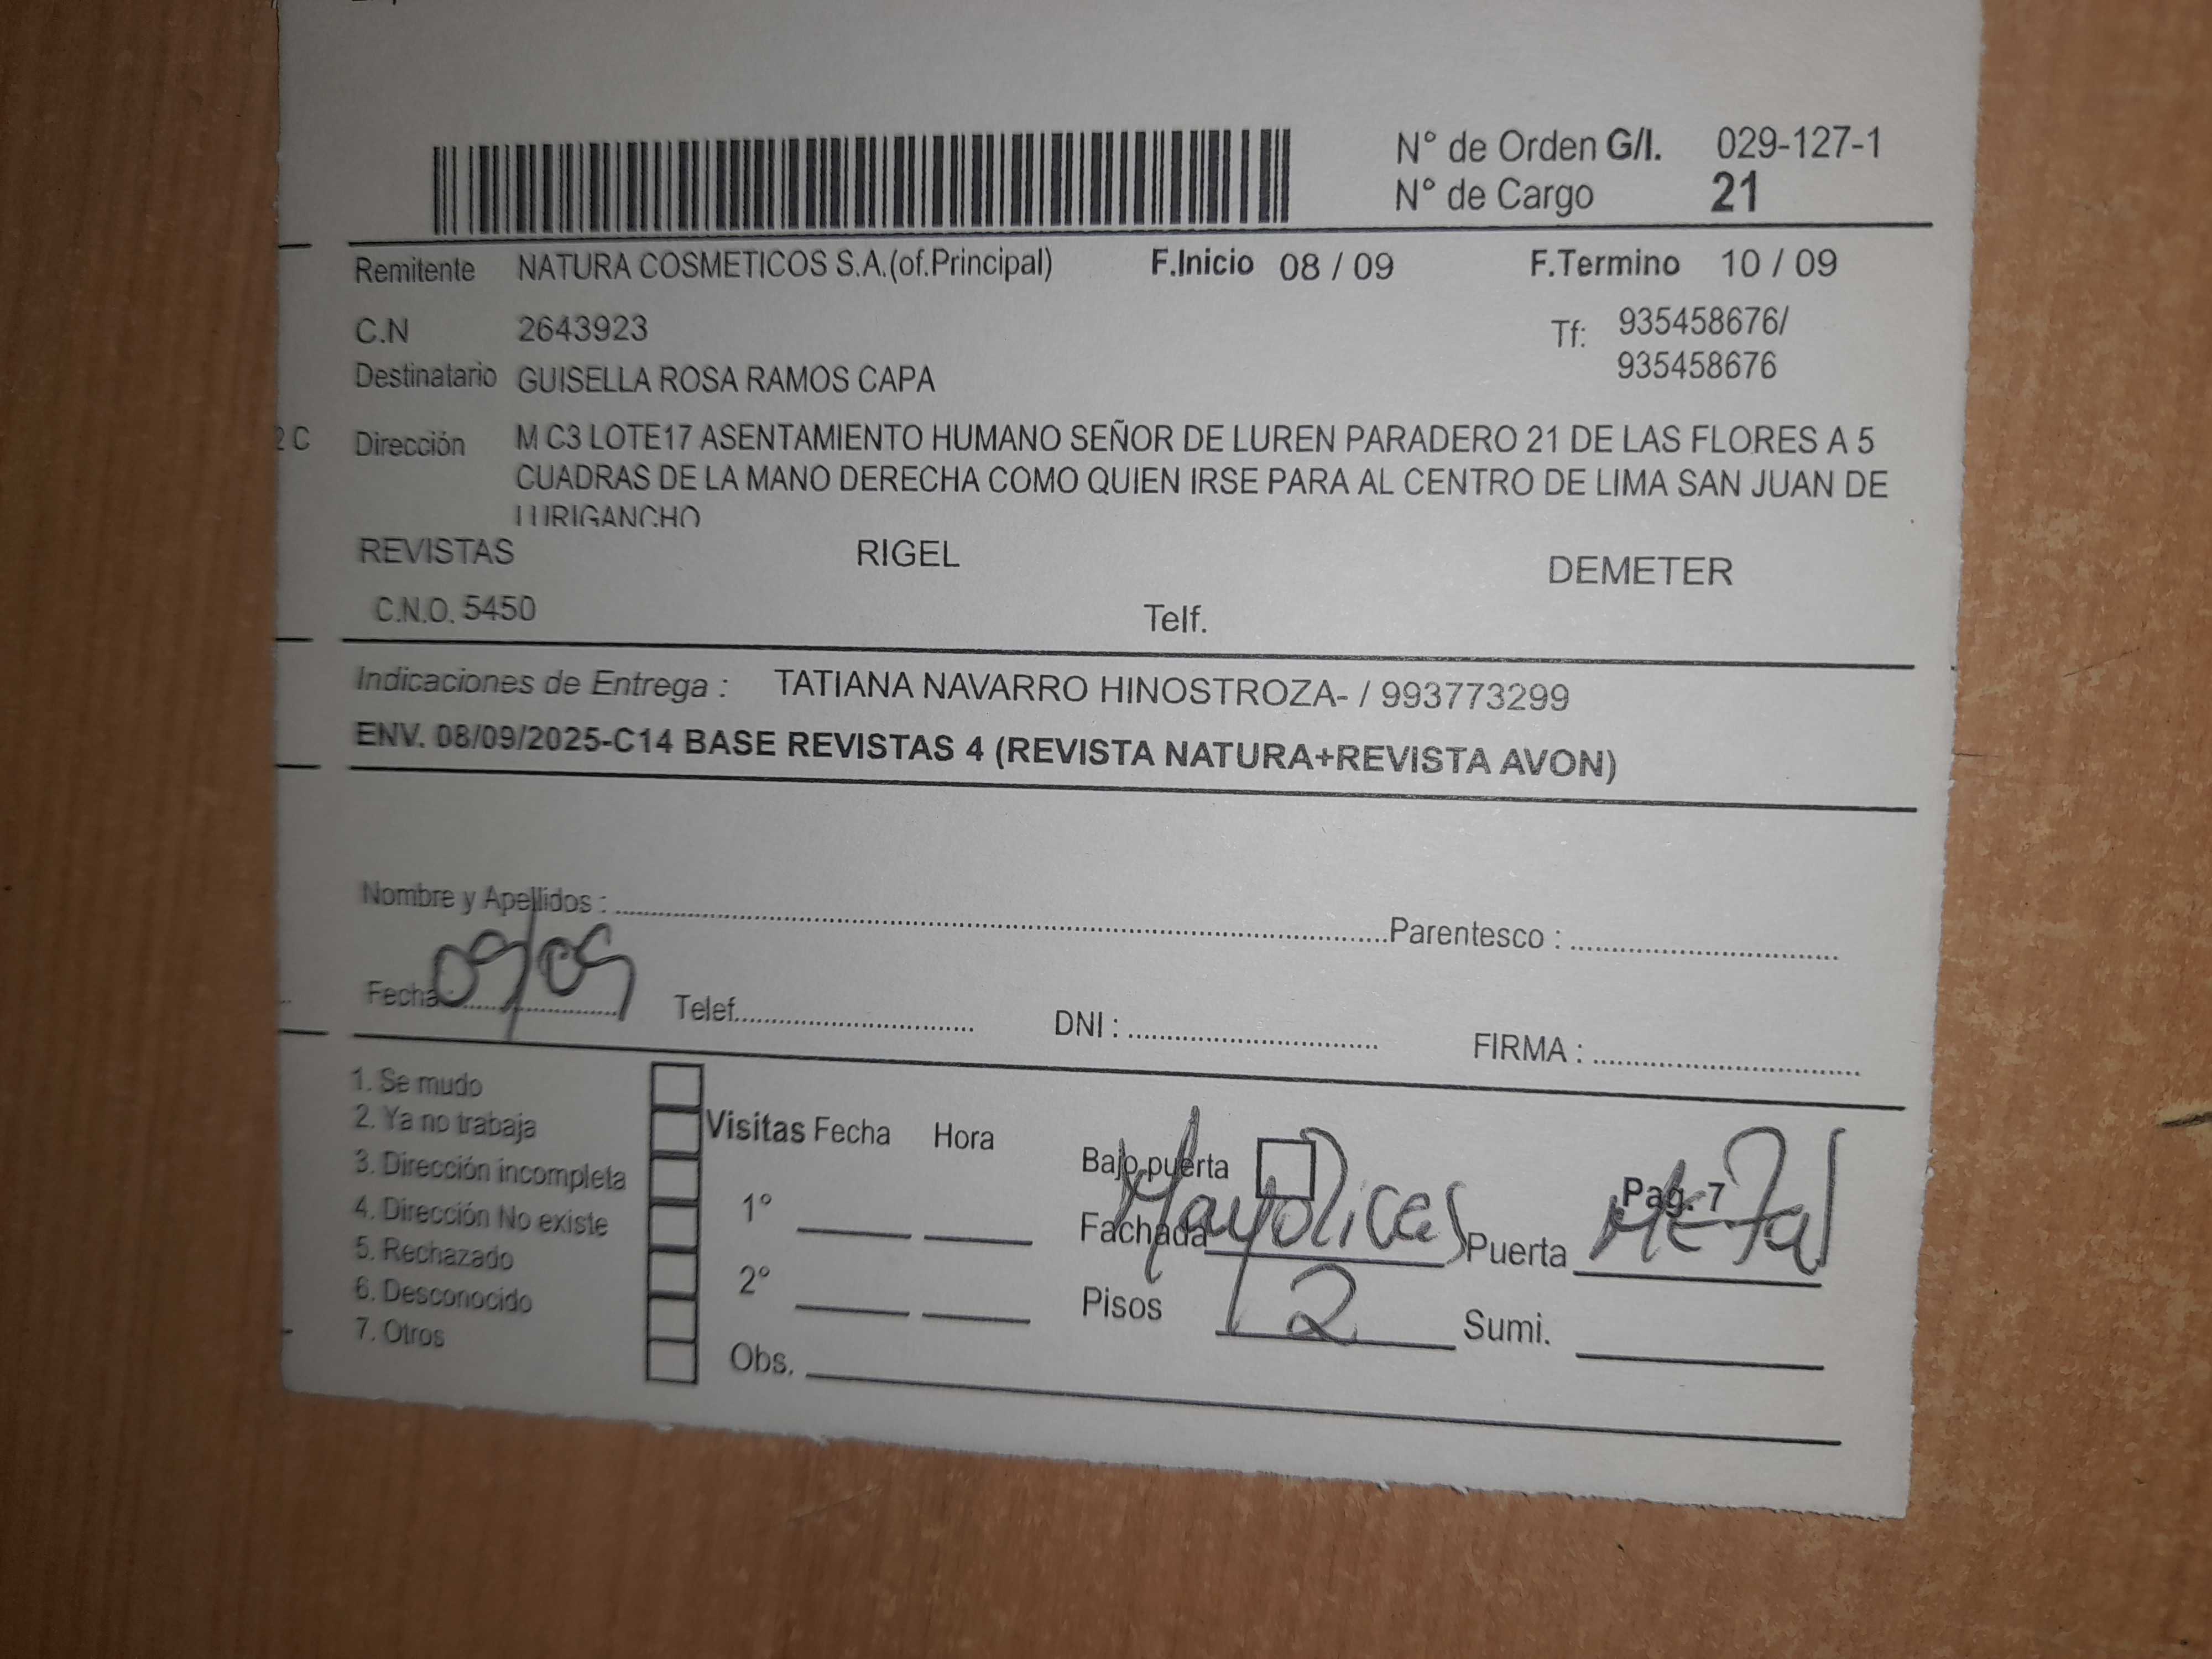 N° de Orden G/I. 029-127-1
N° de Cargo 21
Remitente NATURA COSMETICOS S.A.(of.Principal) F.Inicio 08 / 09 F.Termino 10 / 09
C.N 2643923 Tf: 935458676/
935458676
Destinatario GUISELLA ROSA RAMOS CAPA
2 C
Dirección M C3 LOTE17 ASENTAMIENTO HUMANO SEÑOR DE LUREN PARADERO 21 DE LAS FLORES A 5
CUADRAS DE LA MANO DERECHA COMO QUIEN IRSE PARA AL CENTRO DE LIMA SAN JUAN DE
LURIGANCHO
REVISTAS RIGEL DEMETER
C.N.O. 5450 Telf.
Indicaciones de Entrega : TATIANA NAVARRO HINOSTROZA- / 993773299
ENV. 08/09/2025-C14 BASE REVISTAS 4 (REVISTA NATURA+REVISTA AVON)
Nombre y Apellidos : Parentesco :
Fecha: 09/09 Telef. DNI : FIRMA :
1. Se mudo
2. Ya no trabaja
3. Dirección incompleta
4. Dirección No existe
5. Rechazado
6. Desconocido
7. Otros
Visitas Fecha Hora
1°
2°
Obs.
Bajo puerta Pag. 7
Fachada Mayolicas Puerta Metal
Pisos 2 Sumi.